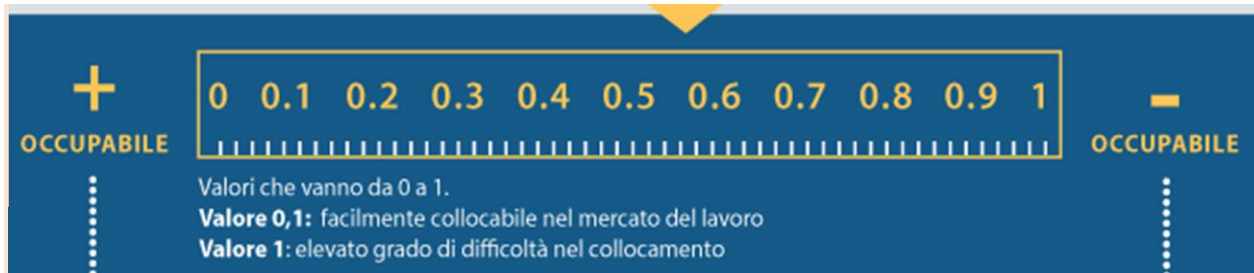 +
OCCUPABILE
0 0.1 0.2 0.3 0.4 0.5 0.6 0.7 0.8 0.9 1
-
OCCUPABILE
Valori che vanno da 0 a 1.
Valore 0,1: facilmente collocabile nel mercato del lavoro
Valore 1: elevato grado di difficoltà nel collocamento